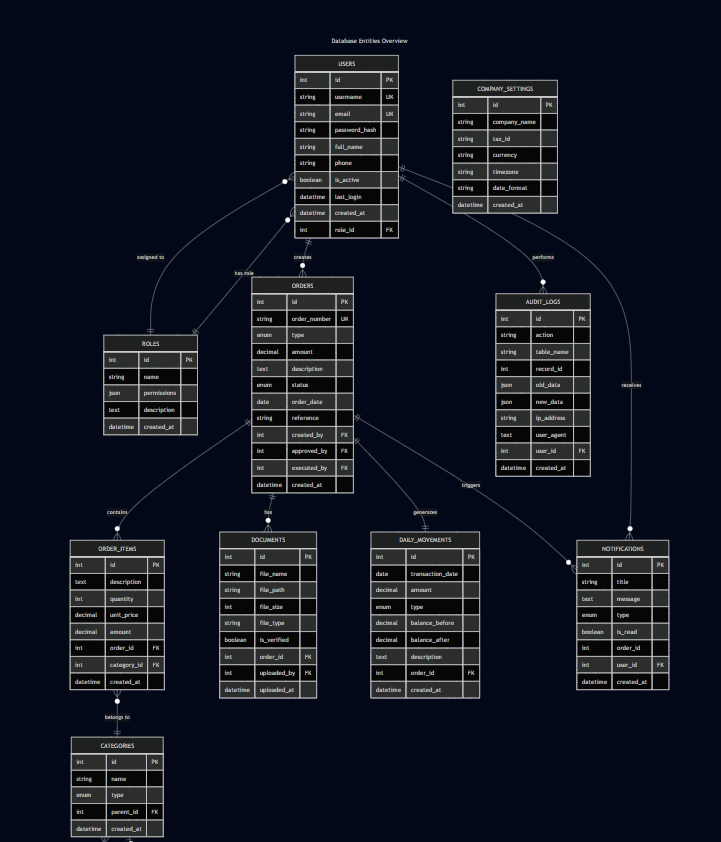 Database Entities Overview
USERS
int id PK
string username UK
string email UK
string password_hash
string full_name
string phone
boolean is_active
datetime last_login
datetime created_at
int role_id FK
COMPANY_SETTINGS
int id PK
string company_name
string tax_id
string currency
string timezone
string date_format
datetime created_at
assigned to
has role
creates
performs
receives
ORDERS
int id PK
string order_number UK
enum type
decimal amount
text description
enum status
date order_date
string reference
int created_by FK
int approved_by FK
int executed_by FK
datetime created_at
AUDIT_LOGS
int id PK
string action
string table_name
int record_id
json old_data
json new_data
string ip_address
text user_agent
int user_id FK
datetime created_at
ROLES
int id PK
string name
json permissions
text description
datetime created_at
contains
has
generates
triggers
ORDER_ITEMS
int id PK
text description
int quantity
decimal unit_price
decimal amount
int order_id FK
int category_id FK
datetime created_at
DOCUMENTS
int id PK
string file_name
string file_path
int file_size
string file_type
boolean is_verified
int order_id FK
int uploaded_by FK
datetime uploaded_at
DAILY_MOVEMENTS
int id PK
date transaction_date
decimal amount
enum type
decimal balance_before
decimal balance_after
text description
int order_id FK
datetime created_at
NOTIFICATIONS
int id PK
string title
text message
enum type
boolean is_read
int order_id
int user_id FK
datetime created_at
belongs to
CATEGORIES
int id PK
string name
enum type
int parent_id FK
datetime created_at